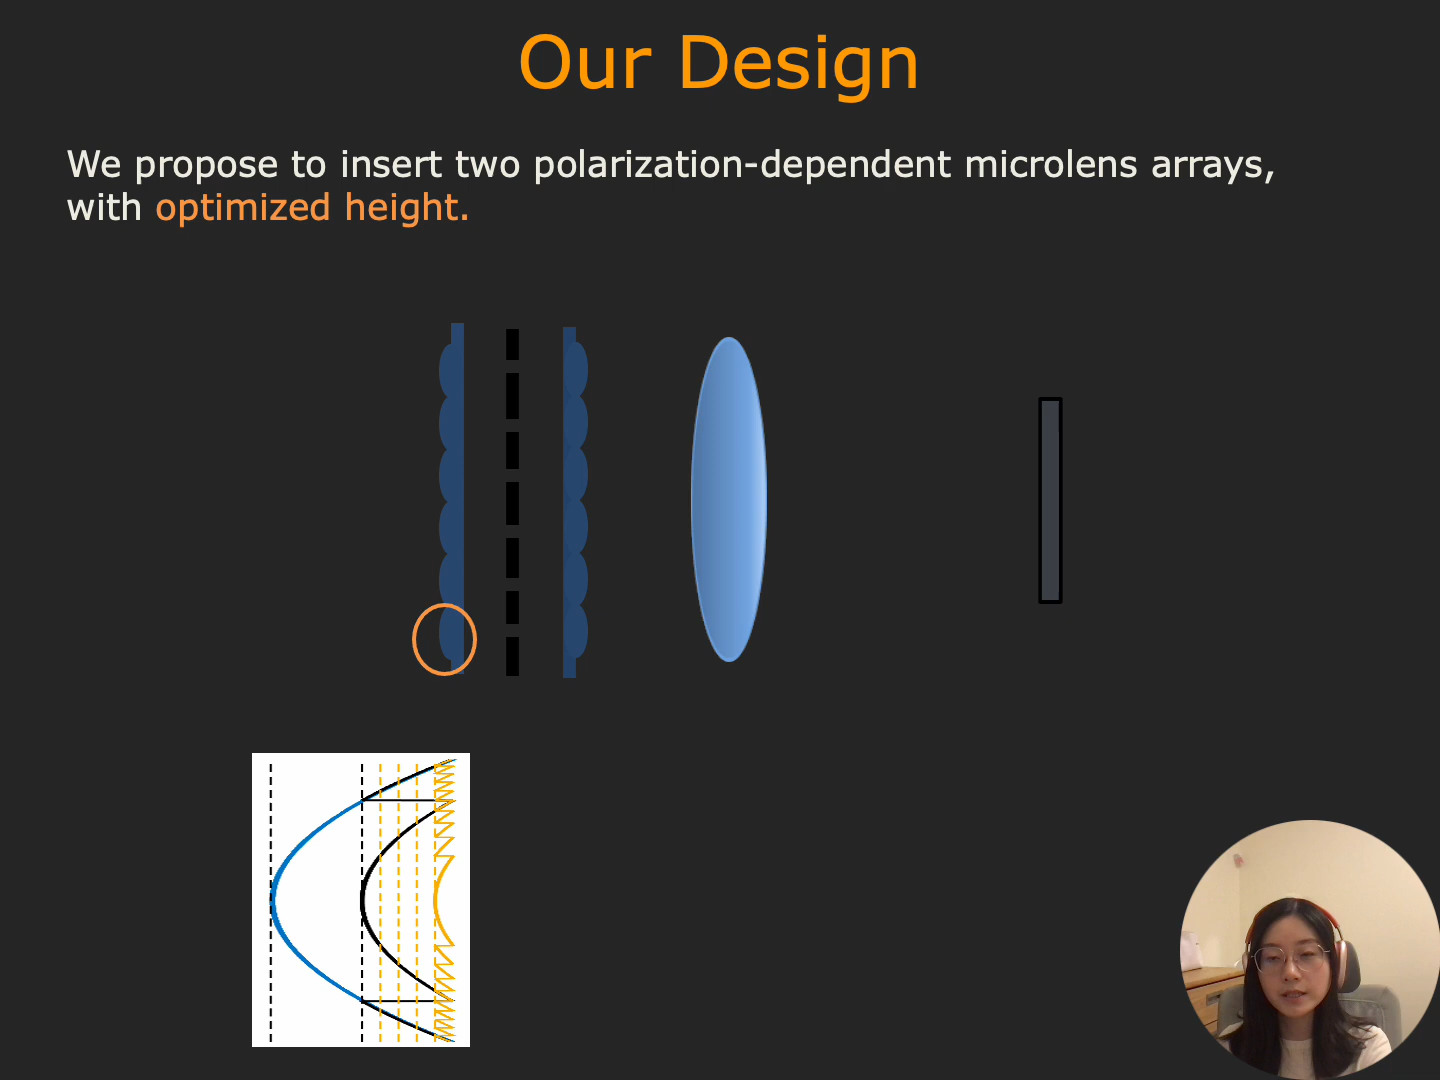 Our Design
We propose to insert two polarization-dependent microlens arrays,
with optimized height.